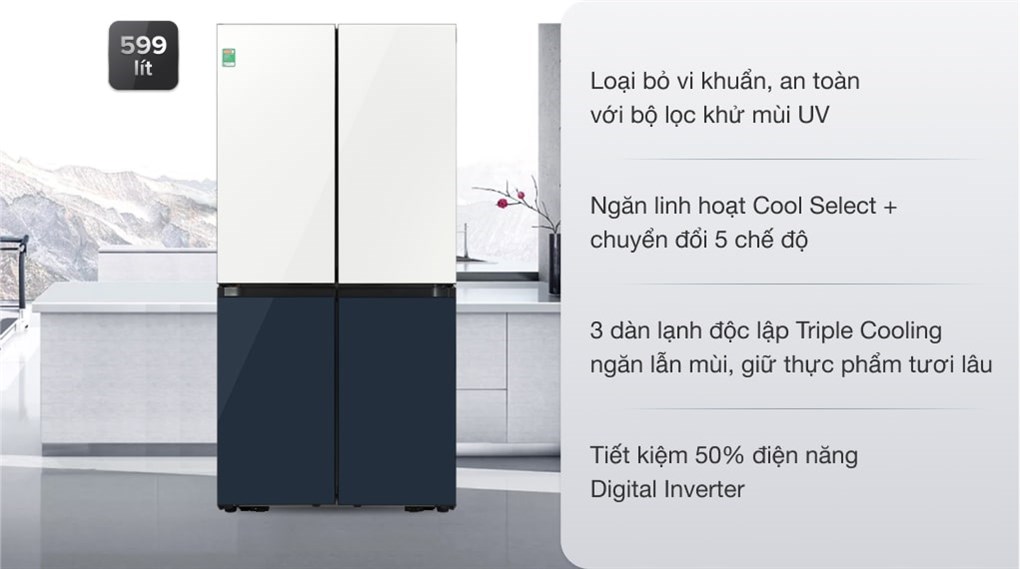 599
lít
Loại bỏ vi khuẩn, an toàn
với bộ lọc khử mùi UV
Ngăn linh hoạt Cool Select +
chuyển đổi 5 chế độ
3 dàn lạnh độc lập Triple Cooling
ngăn lẫn mùi, giữ thực phẩm tươi lâu
Tiết kiệm 50% điện năng
Digital Inverter